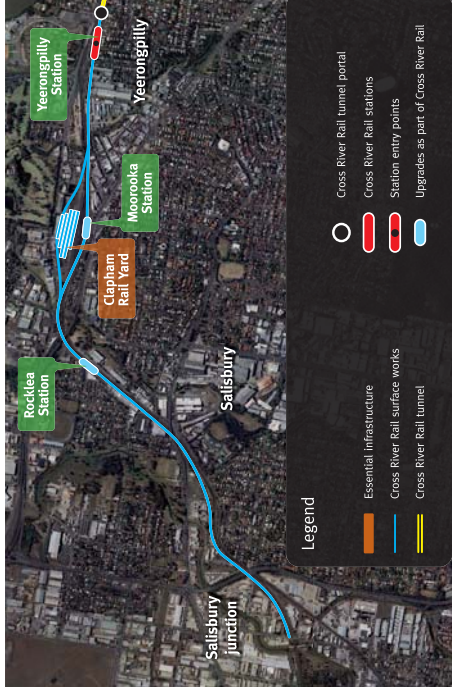 Yeerongpilly
Station
Yeerongpilly
Moorooka
Station
Clapham
Rail Yard
Rocklea
Station
Salisbury
Salisbury
junction
Legend
Essential infrastructure
Cross River Rail surface works
Cross River Rail tunnel
Cross River Rail tunnel portal
Cross River Rail stations
Station entry points
Upgrades as part of Cross River Rail